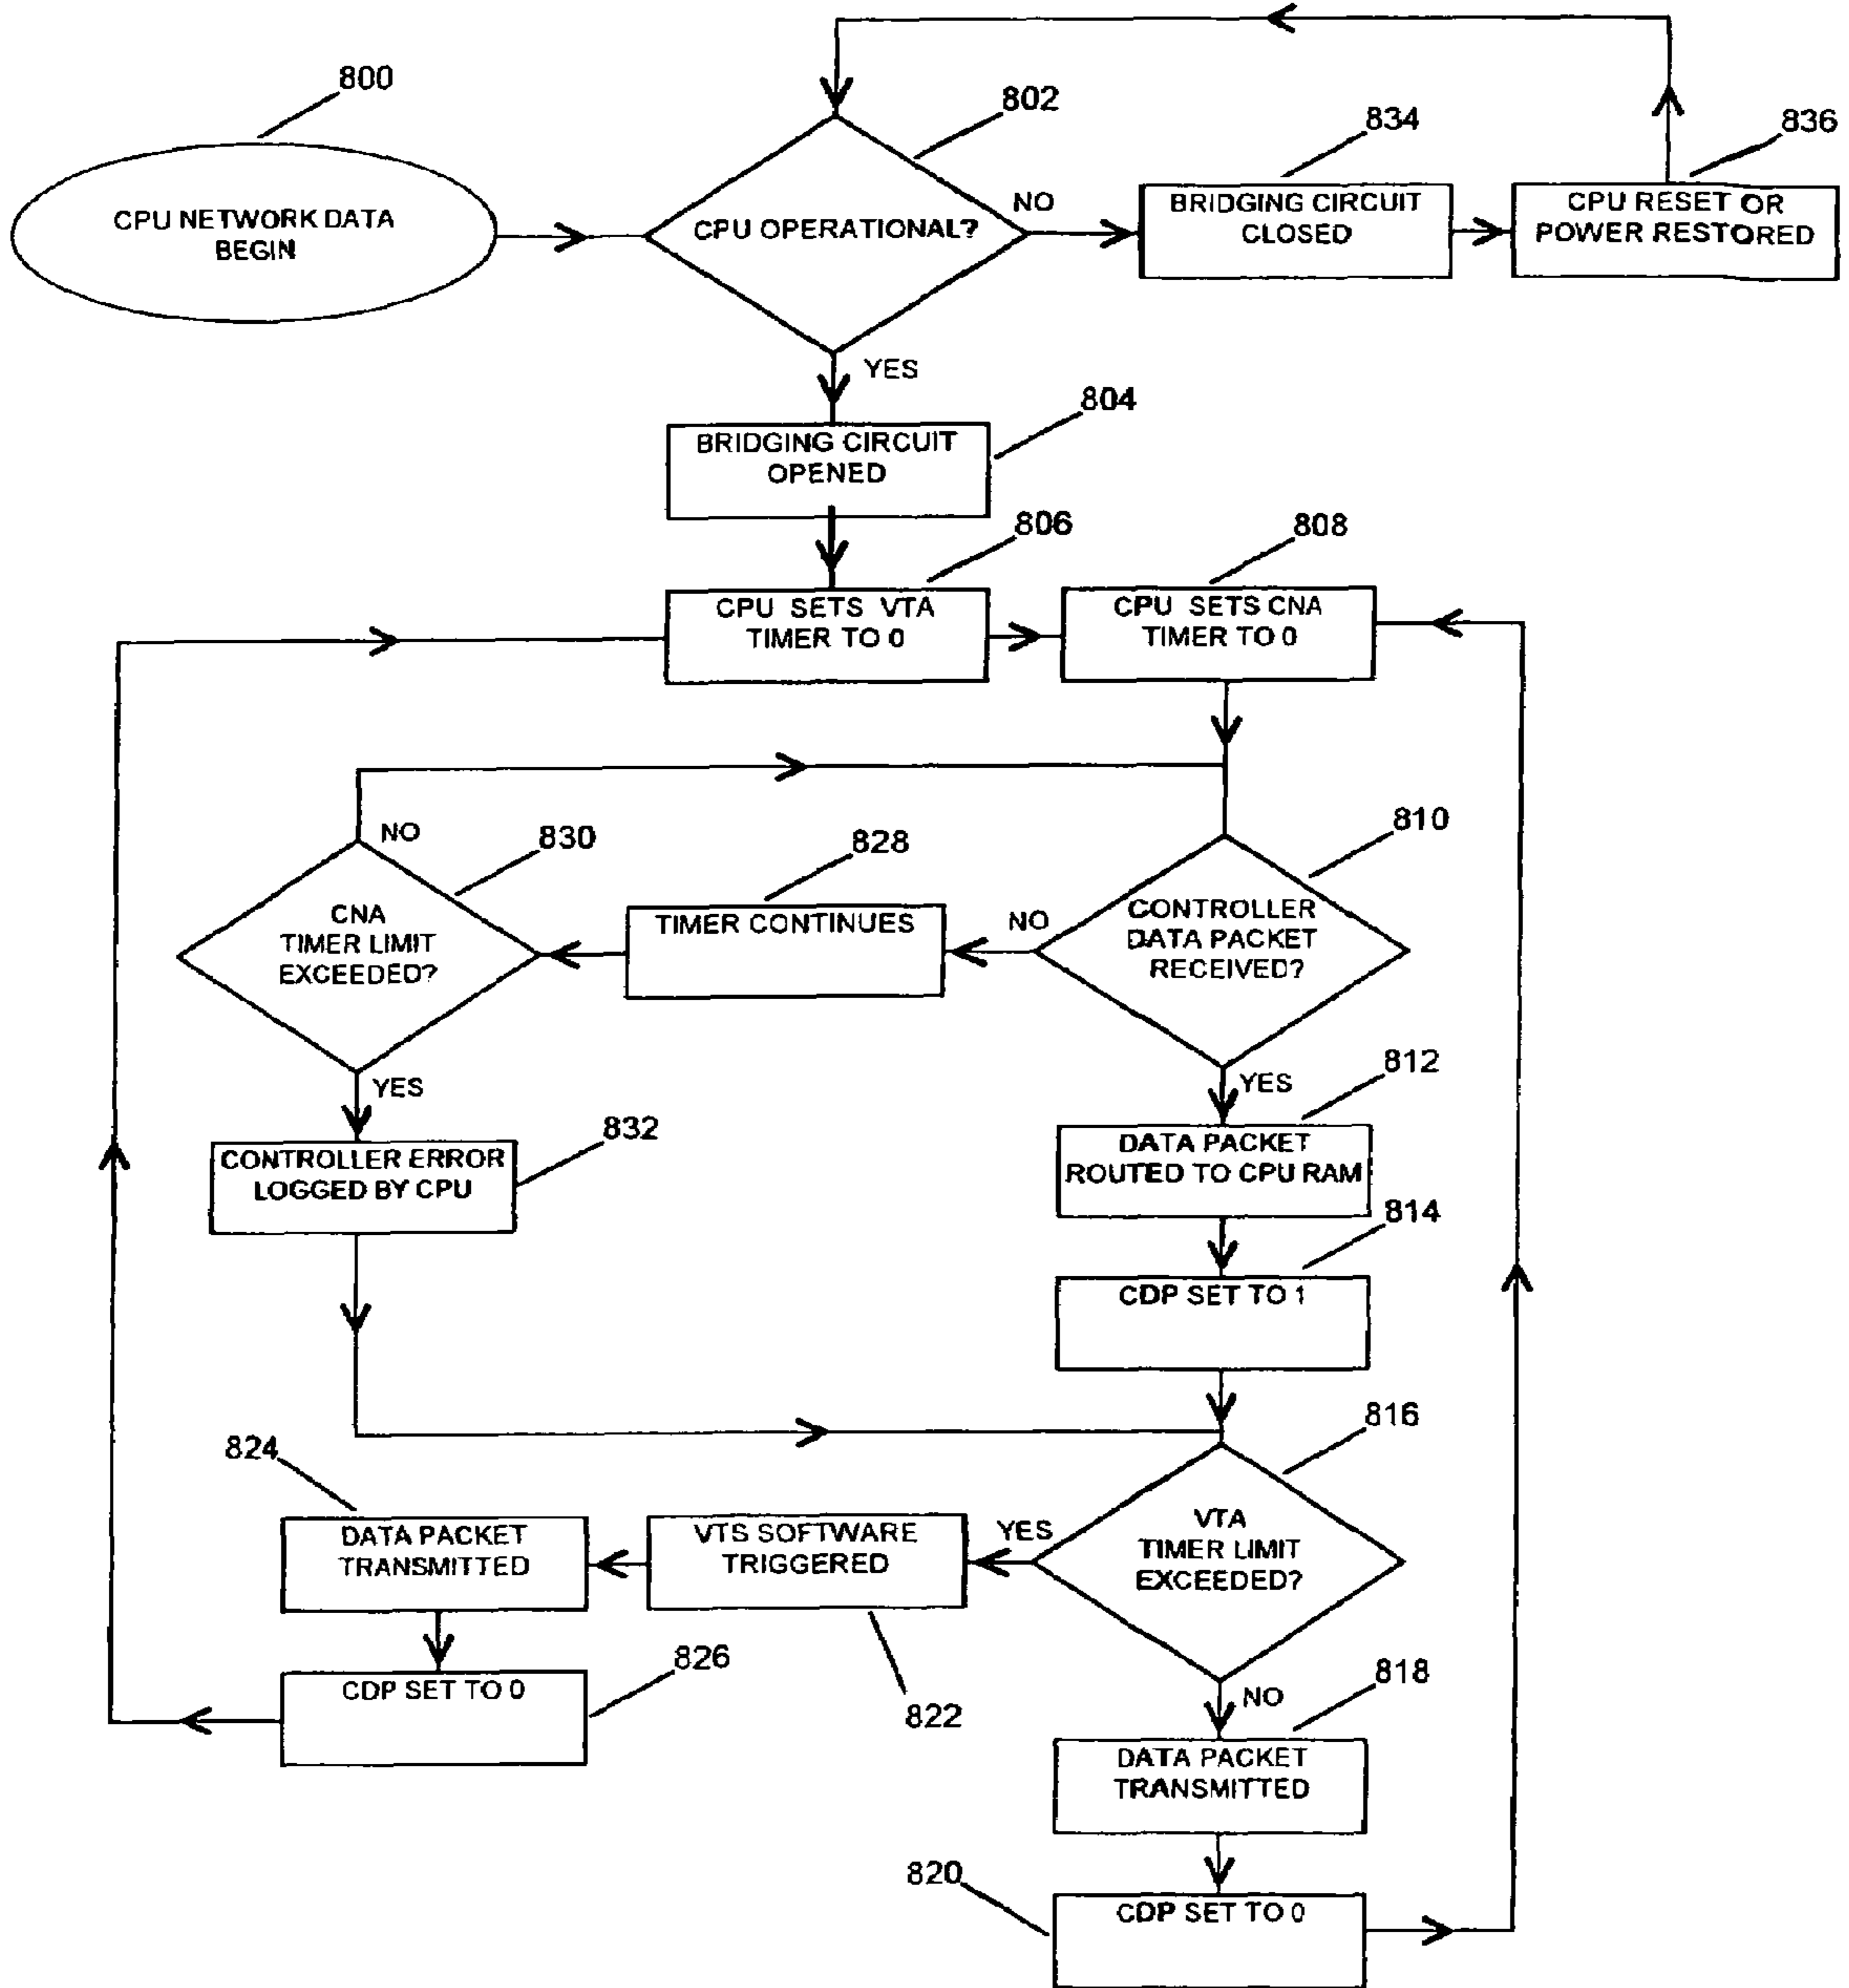 800
CPU NETWORK DATA
BEGIN
802
CPU OPERATIONAL?
NO
834
BRIDGING CIRCUIT
CLOSED
836
CPU RESET OR
POWER RESTORED
YES
804
BRIDGING CIRCUIT
OPENED
806
CPU SETS VTA
TIMER TO 0
808
CPU SETS CNA
TIMER TO 0
810
CONTROLLER
DATA PACKET
RECEIVED?
NO
828
TIMER CONTINUES
830
CNA
TIMER LIMIT
EXCEEDED?
NO
YES
832
CONTROLLER ERROR
LOGGED BY CPU
YES
812
DATA PACKET
ROUTED TO CPU RAM
814
CDP SET TO 1
816
VTA
TIMER LIMIT
EXCEEDED?
YES
VTS SOFTWARE
TRIGGERED
822
824
DATA PACKET
TRANSMITTED
826
CDP SET TO 0
NO
818
DATA PACKET
TRANSMITTED
820
CDP SET TO 0